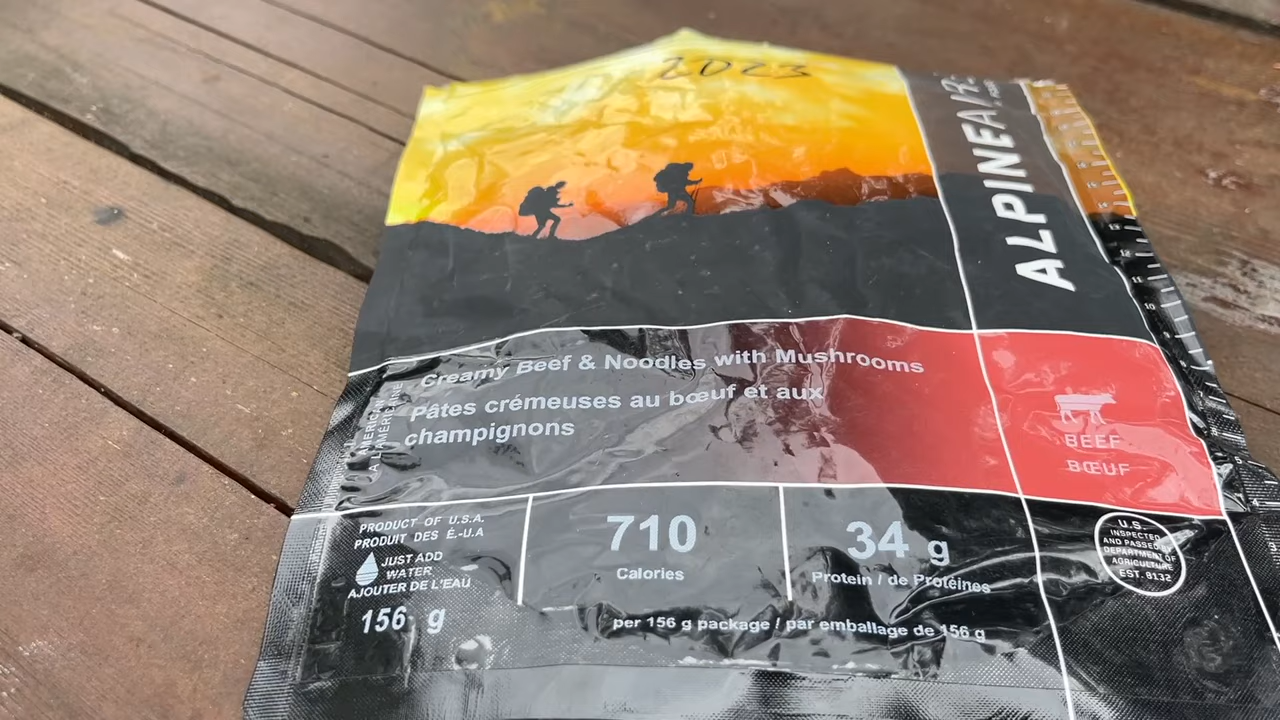 2023
ALPINEAIRE
Creamy Beef & Noodles with Mushrooms
Pâtes crémeuses au bœuf et aux
champignons
BEEF
BŒUF
PRODUCT OF U.S.A.
PRODUIT DES É.-U.A
JUST ADD
WATER
AJOUTER DE L'EAU
156 g
710
Calories
34 g
Protein / de Protéines
per 156 g package / par emballage de 156 g
U.S.
INSPECTED
AND PASSED BY
DEPARTMENT OF
AGRICULTURE
EST. 8132